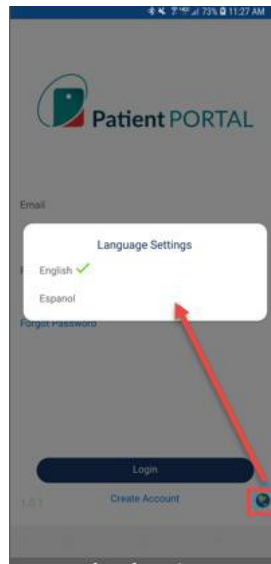 73% 11:27 AM
Patient PORTAL
Email
Language Settings
English
Espanol
Forgot Password
Login
1.0.1
Create Account